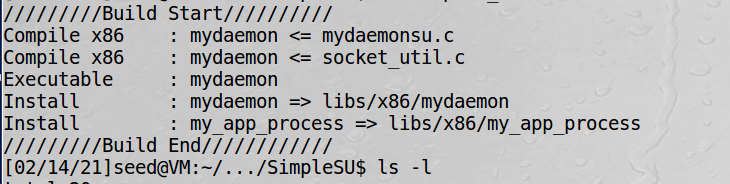 /////////Build Start//////////
Compile x86    : mydaemon <= mydaemonsu.c
Compile x86    : mydaemon <= socket_util.c
Executable     : mydaemon
Install        : mydaemon => libs/x86/mydaemon
Install        : my_app_process => libs/x86/my_app_process
/////////Build End////////////
[02/14/21]seed@VM:~/.../SimpleSU$ ls -l